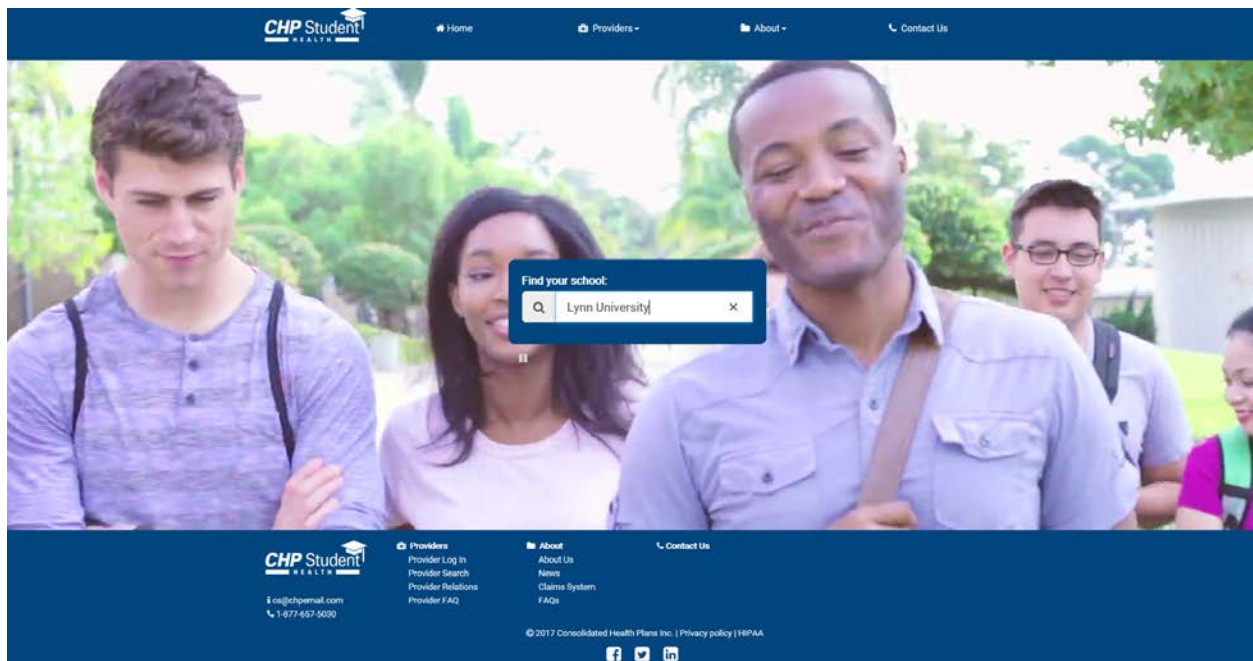 CHP Student
HEALTH
Home
Providers
About
Contact Us
Find your school:
Lynn University
CHP Student
HEALTH
cs@chpemail.com
1-877-657-5030
Providers
Provider Log In
Provider Search
Provider Relations
Provider FAQ
About
About Us
News
Claims System
FAQs
Contact Us
© 2017 Consolidated Health Plans Inc. | Privacy policy | HIPAA